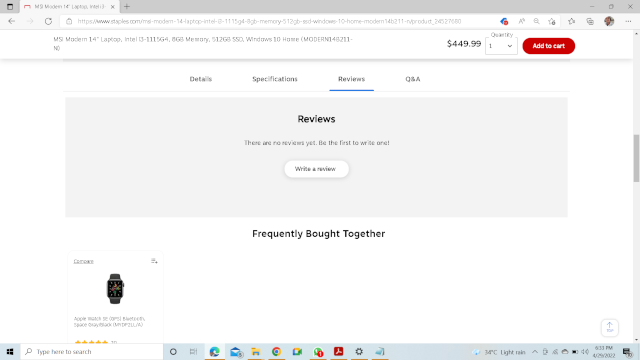 MSI Modern 14" Laptop, Intel i3-
https://www.staples.com/msi-modern-14-laptop-intel-i3-1115g4-8gb-memory-512gb-ssd-windows-10-home-modern14b211-n/product_24527080
MSI Modern 14" Laptop, Intel i3-1115G4, 8GB Memory, 512GB SSD, Windows 10 Home (MODERN14B211-
N)
$449.99
Quantity
1
Add to cart
Details
Specifications
Reviews
Q&A
Reviews
There are no reviews yet. Be the first to write one!
Write a review
Frequently Bought Together
Compare
Apple Watch SE (GPS) Bluetooth,
Space Gray/Black (MYDP2LL/A)
Type here to search
34°C Light rain
6:33 PM
4/29/2022